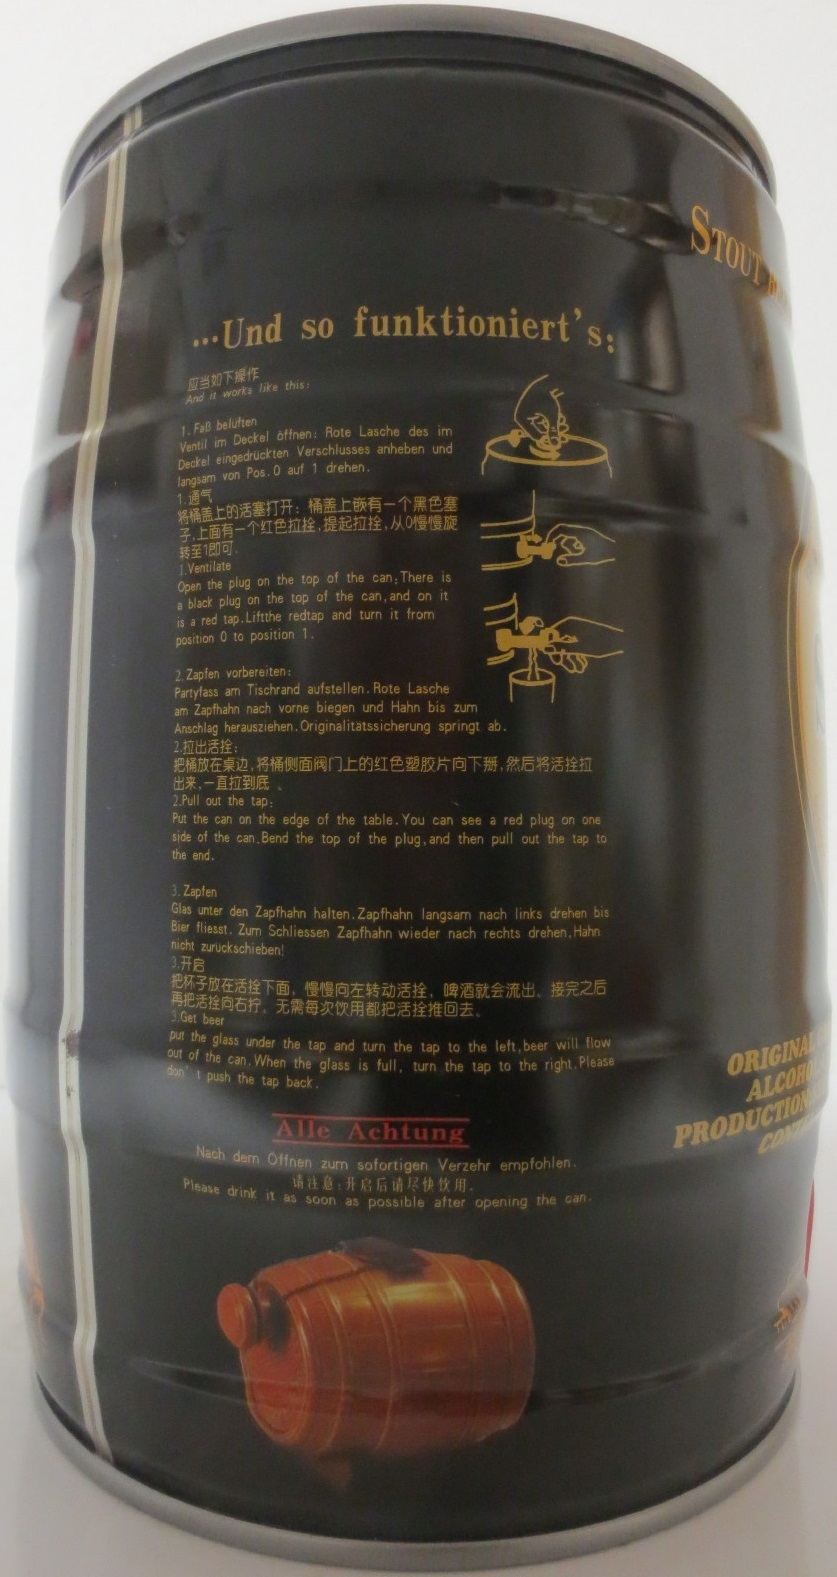 ...Und so funktioniert's:
应当如下操作
And it works like this:
1. Faß belüften
Ventil im Deckel öffnen: Rote Lasche des im
Deckel eingedrückten Verschlusses anheben und
langsam von Pos.0 auf 1 drehen.
1.通气
将桶盖上的活塞打开；桶盖上嵌有一个黑色塞
子,上面有一个红色拉拴,提起拉拴,从0慢慢旋
转至1即可.
1.Ventilate
Open the plug on the top of the can;There is
a black plug on the top of the can,and on it
is a red tap.Liftthe redtap and turn it from
position 0 to position 1.
2.Zapfen vorbereiten:
Partyfass am Tischrand aufstellen.Rote Lasche
am Zapfhahn nach vorne biegen und Hahn bis zum
Anschlag herausziehen.Originalitätssicherung springt ab.
2.拉出活拴:
把桶放在桌边,将桶侧面阀门上的红色塑胶片向下掰,然后将活拴拉
出来,一直拉到底 。
2.Pull out the tap:
Put the can on the edge of the table.You can see a red plug on one
side of the can.Bend the top of the plug,and then pull out the tap to
the end.
3.Zapfen
Glas unter den Zapfhahn halten.Zapfhahn langsam nach links drehen bis
Bier fliesst. Zum Schliessen Zapfhahn wieder nach rechts drehen,Hahn
nicht zurückschieben!
3.开启
把杯子放在活拴下面，慢慢向左转动活拴，啤酒就会流出。接完之后
再把活拴向右拧。无需每次饮用都把活拴推回去。
3.Get beer
put the glass under the tap and turn the tap to the left,beer will flow
out of the can.When the glass is full, turn the tap to the right.Please
don't push the tap back.
Alle Achtung
Nach dem Öffnen zum sofortigen Verzehr empfohlen.
请注意:开启后请尽快饮用.
Please drink it as soon as possible after opening the can.
STOUT
ORIGINAL
PRODUCTION